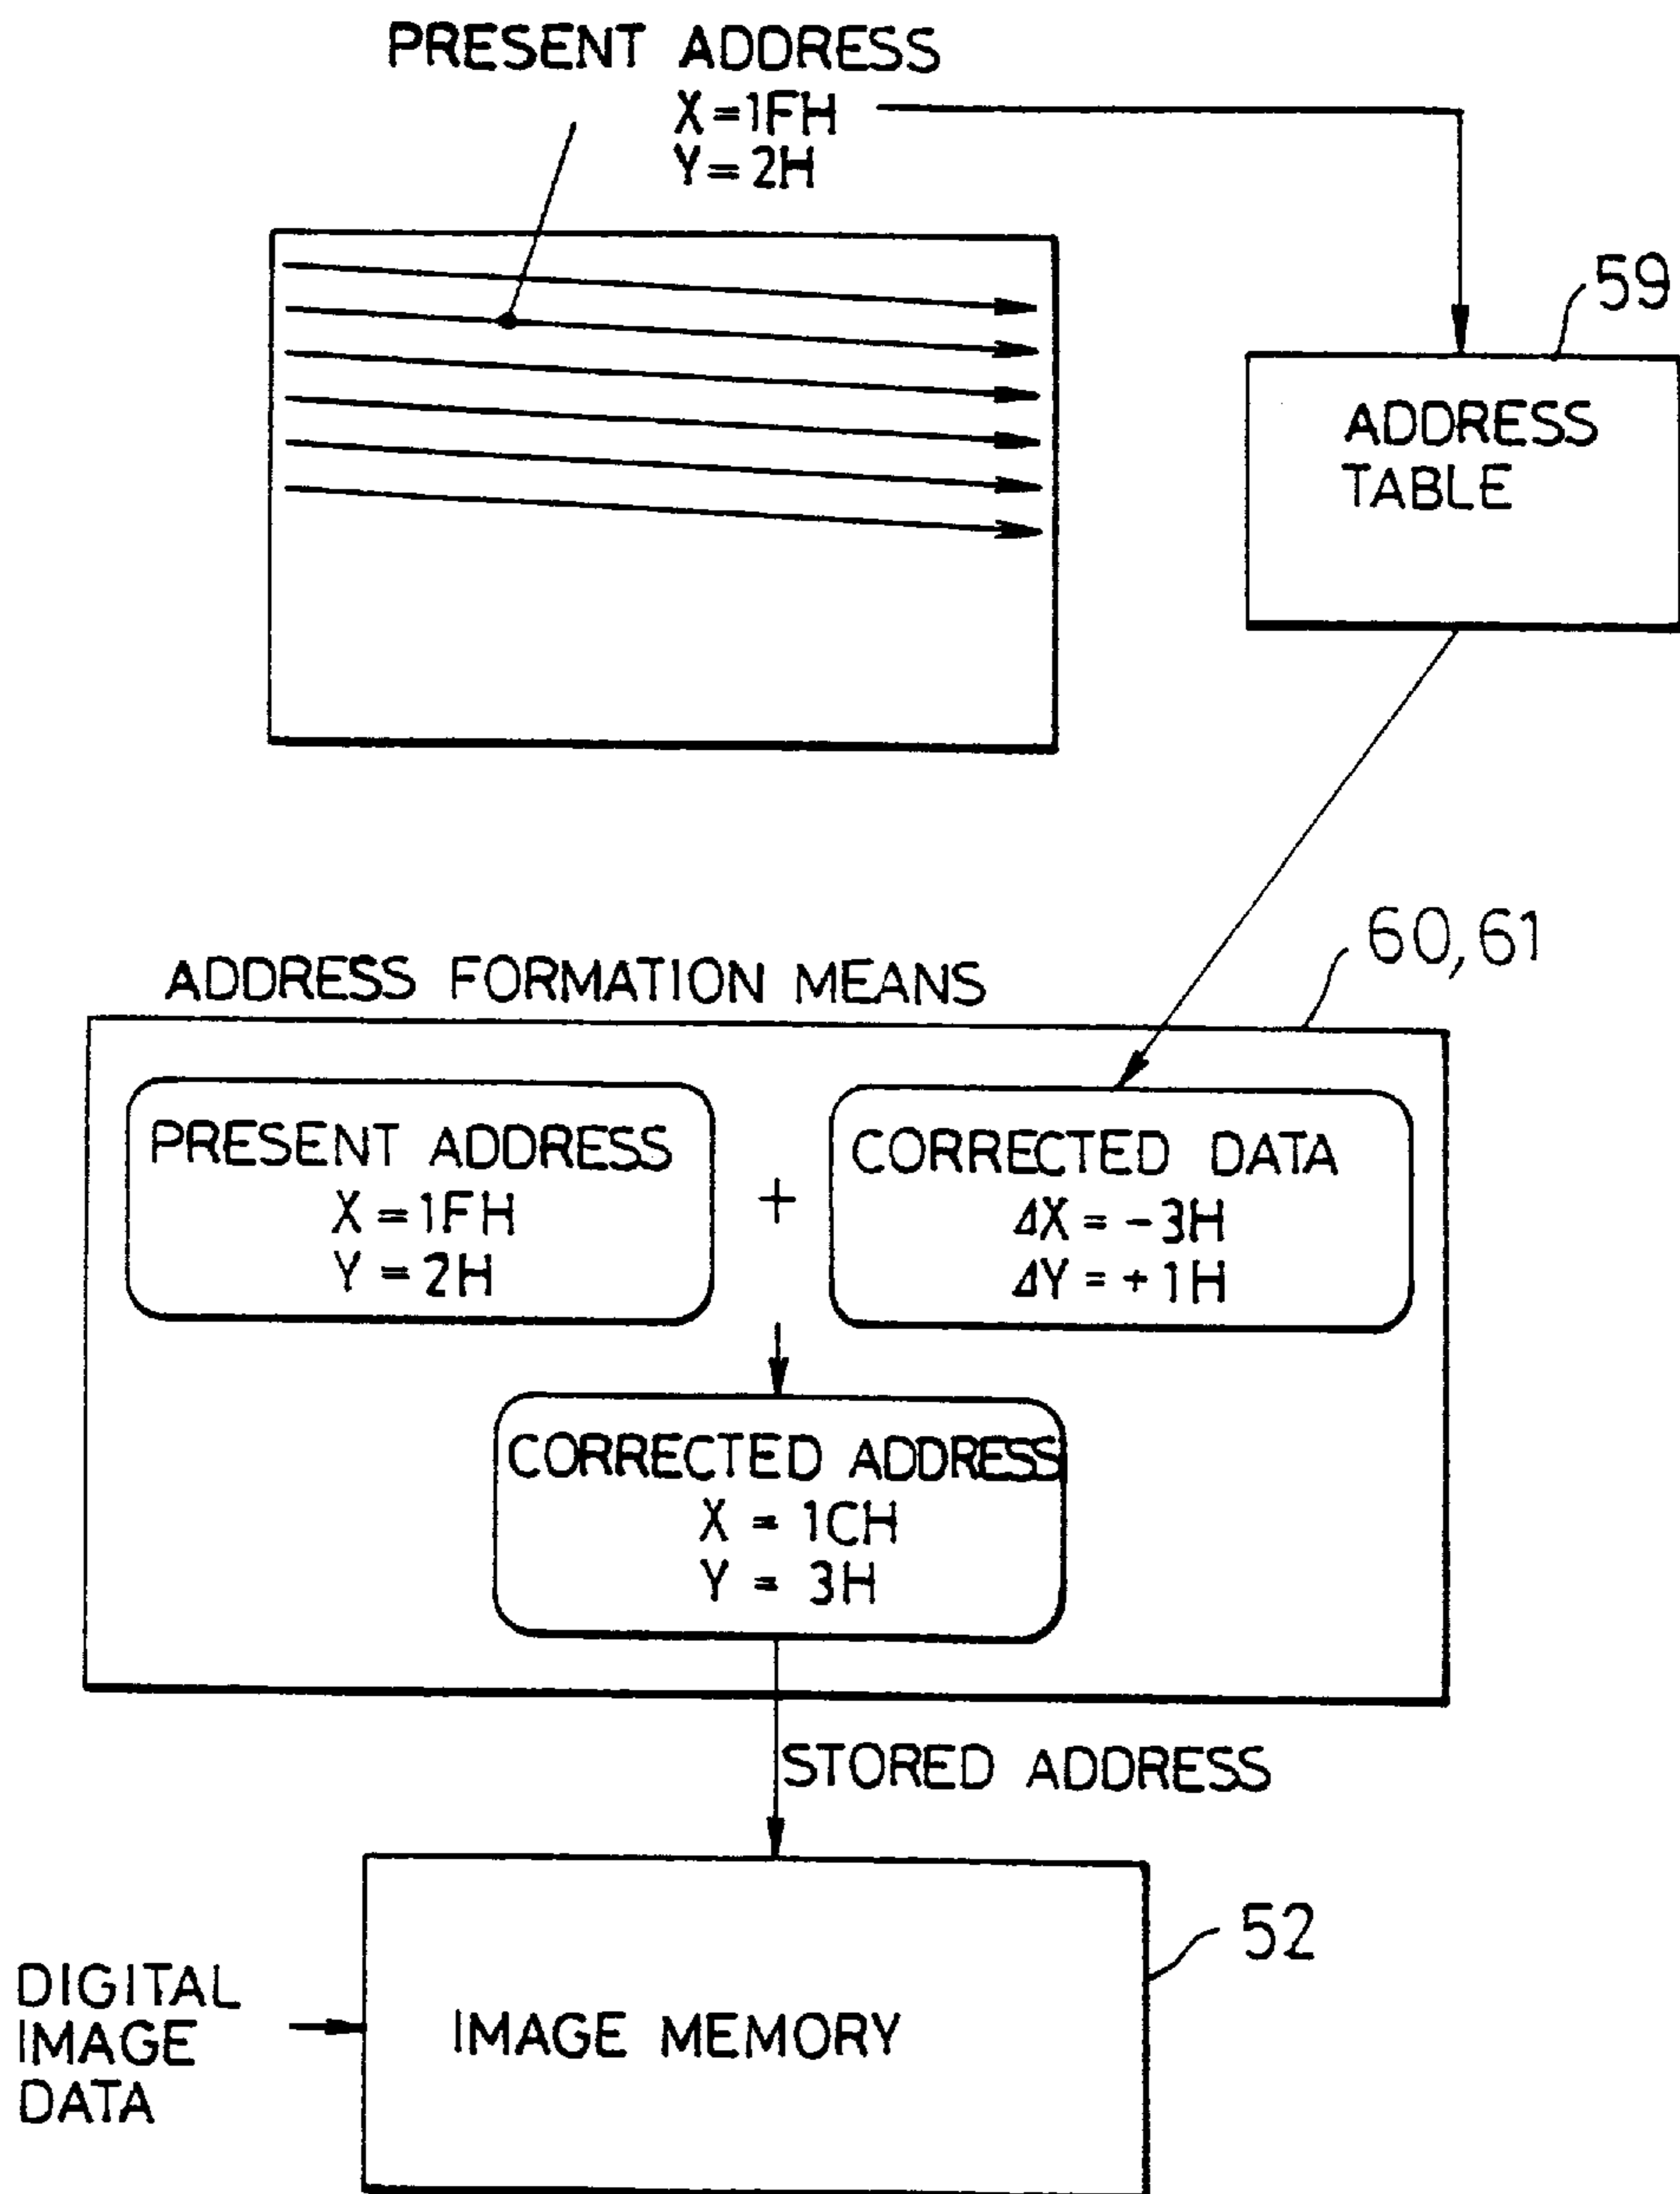 PRESENT ADDRESS
X=1FH
Y=2H
59
ADDRESS
TABLE
60,61
ADDRESS FORMATION MEANS
PRESENT ADDRESS
X=1FH
Y=2H
+
CORRECTED DATA
ΔX = -3H
ΔY = +1H
CORRECTED ADDRESS
X = 1CH
Y = 3H
STORED ADDRESS
52
DIGITAL
IMAGE
DATA
IMAGE MEMORY